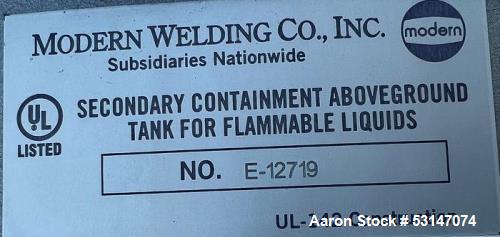 MODERN WELDING CO., INC.
modern
Subsidiaries Nationwide
UL
LISTED
SECONDARY CONTAINMENT ABOVEGROUND
TANK FOR FLAMMABLE LIQUIDS
NO. E-12719
Aaron Stock # 53147074